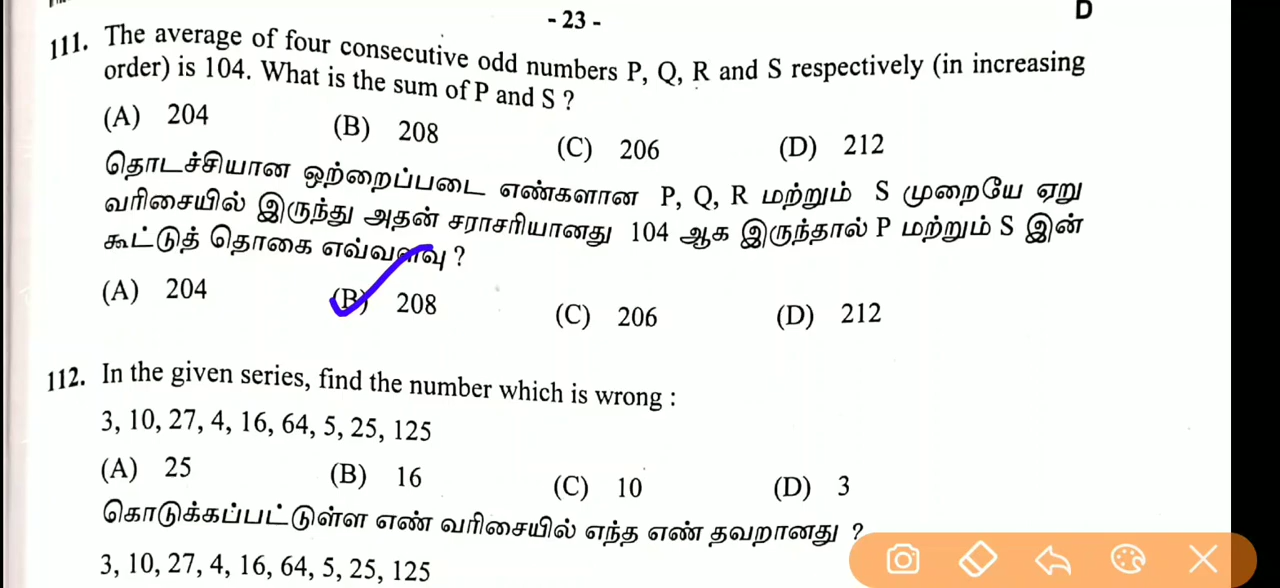 - 23 -
D
111. The average of four consecutive odd numbers P, Q, R and S respectively (in increasing
order) is 104. What is the sum of P and S ?
(A) 204 (B) 208 (C) 206 (D) 212
தொடச்சியான ஒற்றைப்படை எண்களான P, Q, R மற்றும் S முறையே ஏறு
வரிசையில் இருந்து அதன் சராசரியானது 104 ஆக இருந்தால் P மற்றும் S இன்
கூட்டுத் தொகை எவ்வளவு ?
(A) 204 (B) 208 (C) 206 (D) 212
112. In the given series, find the number which is wrong :
3, 10, 27, 4, 16, 64, 5, 25, 125
(A) 25 (B) 16 (C) 10 (D) 3
கொடுக்கப்பட்டுள்ள எண் வரிசையில் எந்த எண் தவறானது ?
3, 10, 27, 4, 16, 64, 5, 25, 125